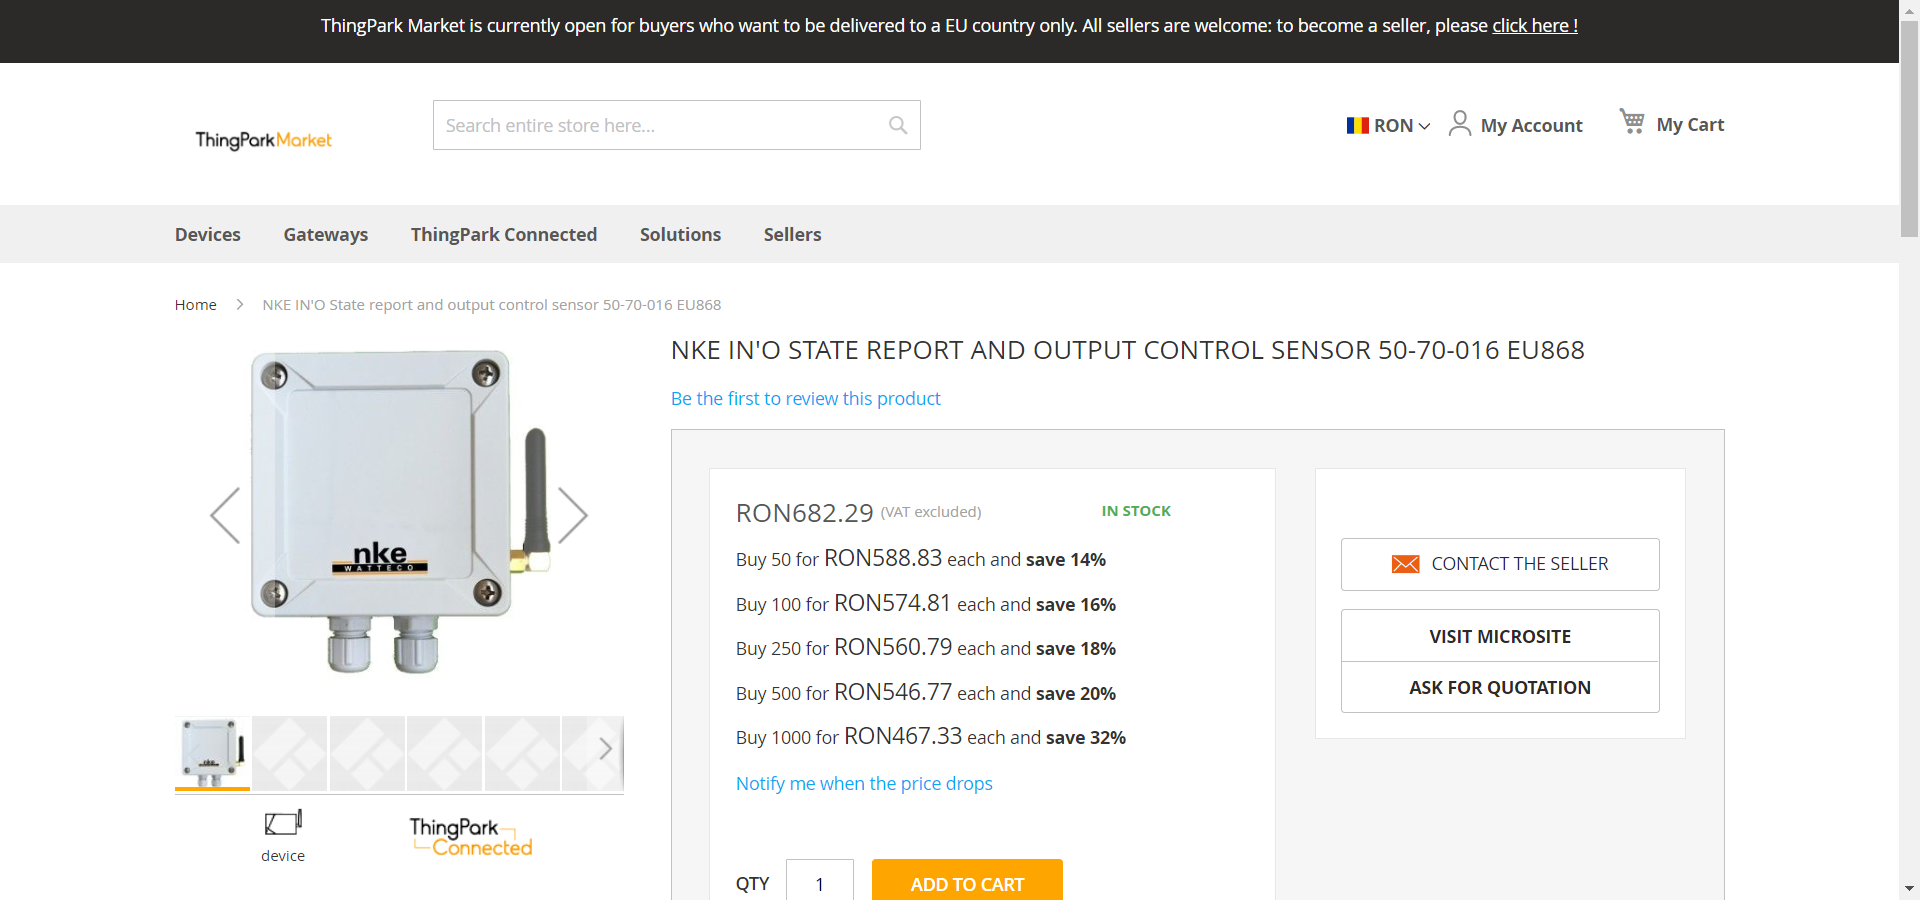 ThingPark Market is currently open for buyers who want to be delivered to a EU country only. All sellers are welcome: to become a seller, please click here !
ThingParkMarket
Search entire store here...
RON
My Account
My Cart
Devices
Gateways
ThingPark Connected
Solutions
Sellers
Home
NKE IN'O State report and output control sensor 50-70-016 EU868
NKE IN'O STATE REPORT AND OUTPUT CONTROL SENSOR 50-70-016 EU868
Be the first to review this product
nke
WATTECO
RON682.29 (VAT excluded)
IN STOCK
Buy 50 for RON588.83 each and save 14%
Buy 100 for RON574.81 each and save 16%
Buy 250 for RON560.79 each and save 18%
Buy 500 for RON546.77 each and save 20%
Buy 1000 for RON467.33 each and save 32%
Notify me when the price drops
QTY
1
ADD TO CART
CONTACT THE SELLER
VISIT MICROSITE
ASK FOR QUOTATION
nke
device
ThingPark
Connected